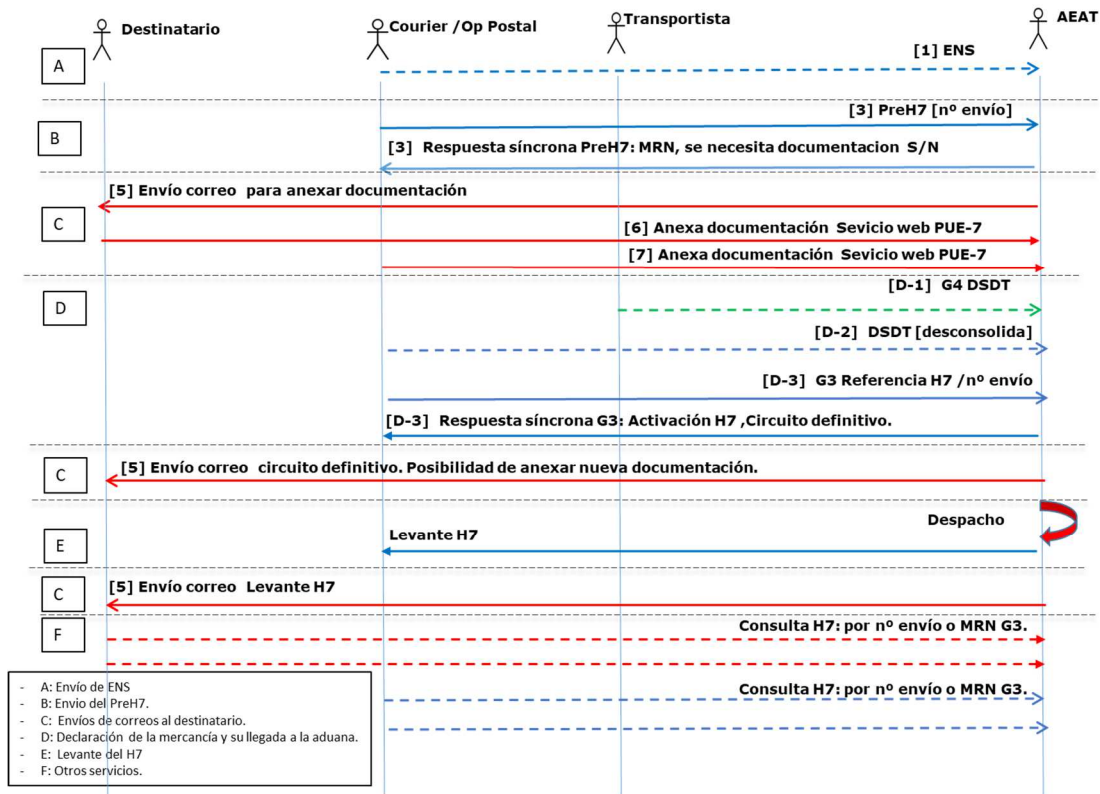 Destinatario
Courier /Op Postal
Transportista
AEAT
A
[1] ENS
B
[3] PreH7 [nº envío]
[3] Respuesta síncrona PreH7: MRN, se necesita documentacion S/N
C
[5] Envío correo para anexar documentación
[6] Anexa documentación Sevicio web PUE-7
[7] Anexa documentación Sevicio web PUE-7
D
[D-1] G4 DSDT
[D-2] DSDT [desconsolida]
[D-3] G3 Referencia H7 /nº envío
[D-3] Respuesta síncrona G3: Activación H7 ,Circuito definitivo.
C
[5] Envío correo circuito definitivo. Posibilidad de anexar nueva documentación.
Despacho
E
Levante H7
C
[5] Envío correo Levante H7
F
Consulta H7: por nº envío o MRN G3.
Consulta H7: por nº envío o MRN G3.
- A: Envío de ENS
- B: Envio del PreH7.
- C: Envíos de correos al destinatario.
- D: Declaración de la mercancía y su llegada a la aduana.
- E: Levante del H7
- F: Otros servicios.